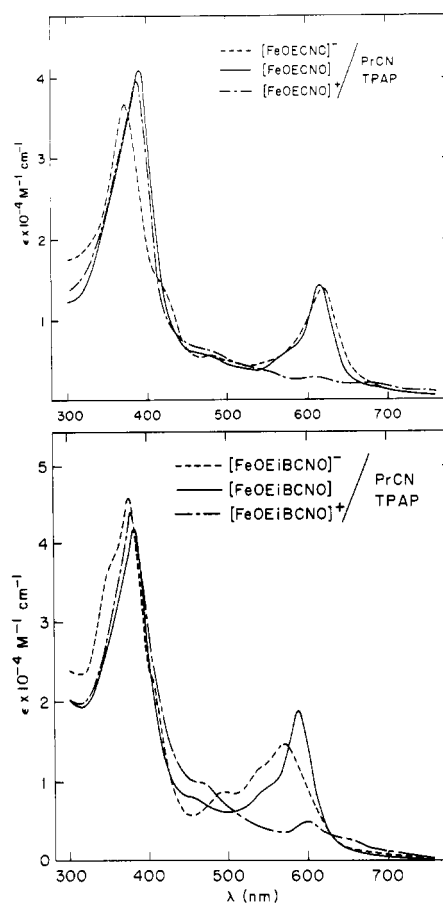 [FeOECNO]⁻
[FeOECNO]
[FeOECNO]⁺
PrCN
TPAP
ε x10⁻⁴ M⁻¹ cm⁻¹
4
3
2
1
300 400 500 600 700
[FeOEiBCNO]⁻
[FeOEiBCNO]
[FeOEiBCNO]⁺
PrCN
TPAP
ε x 10⁻⁴ M⁻¹ cm⁻¹
5
4
3
2
1
0
300 400 500 600 700
λ (nm)